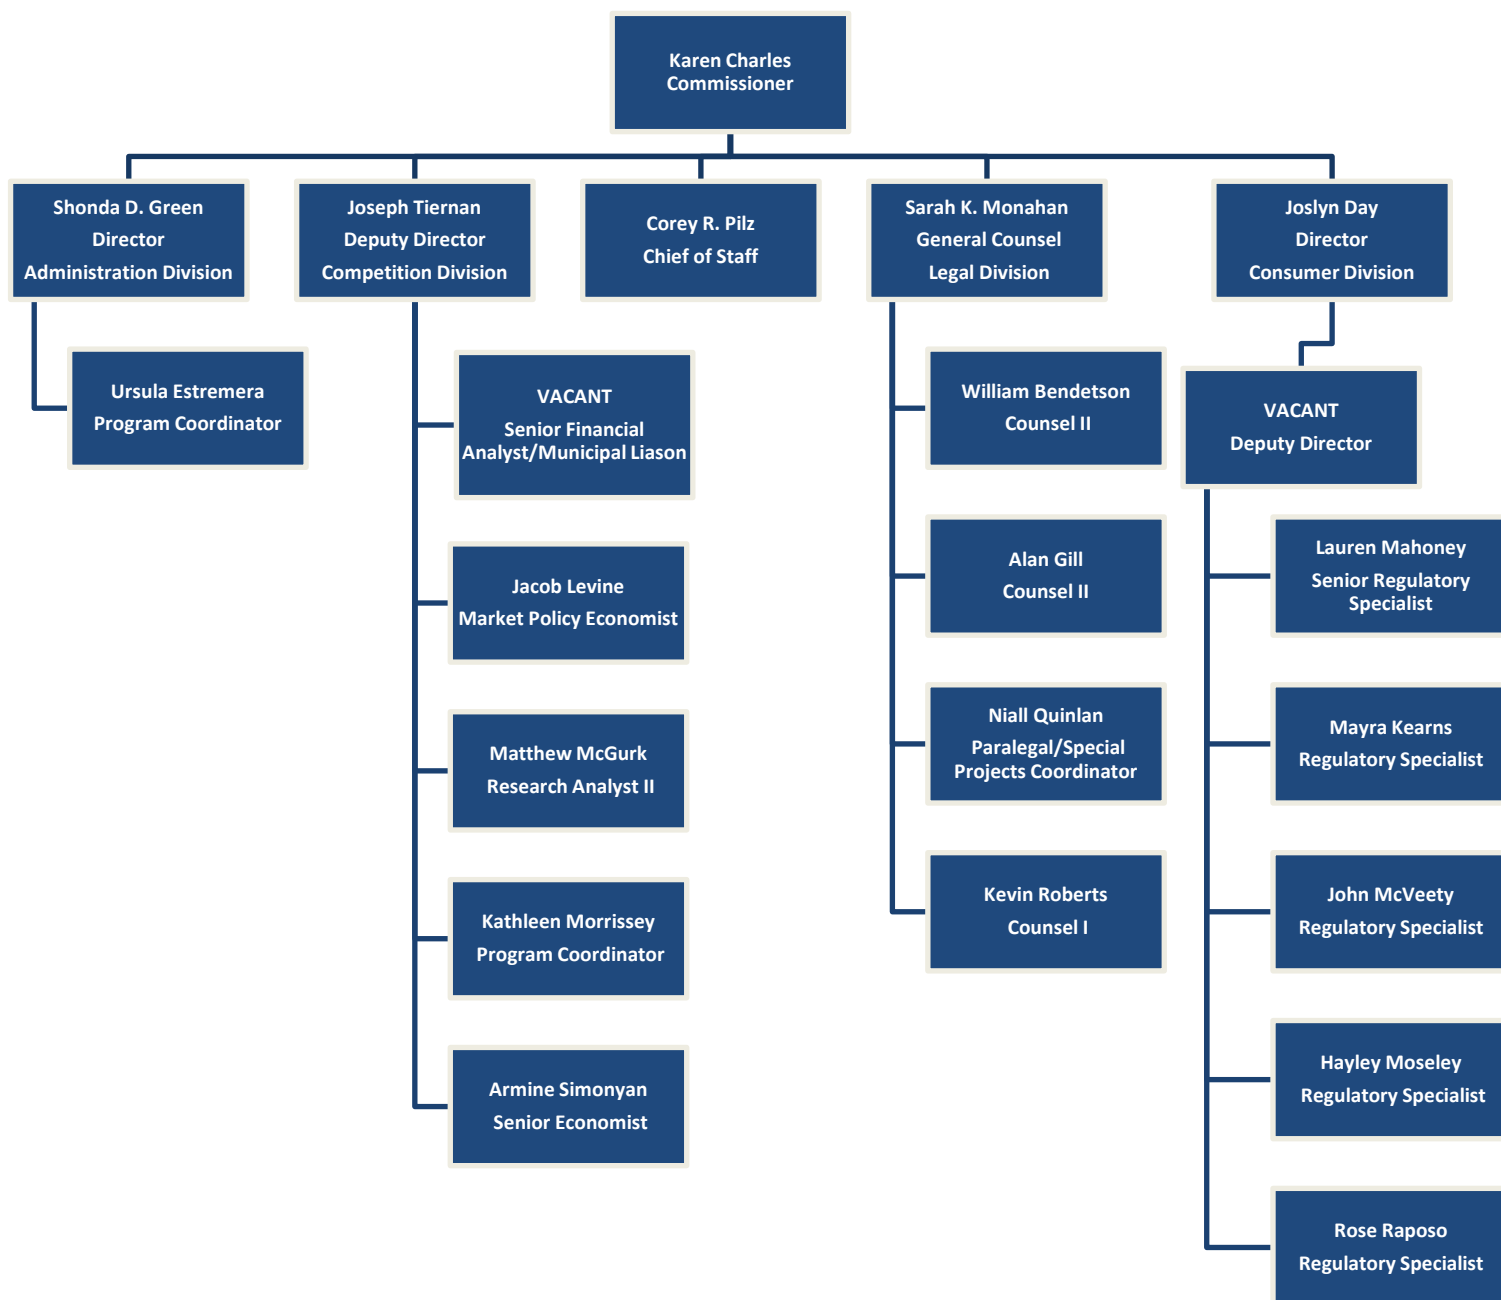 Karen Charles
Commissioner
Shonda D. Green
Director
Administration Division
Joseph Tiernan
Deputy Director
Competition Division
Corey R. Pilz
Chief of Staff
Sarah K. Monahan
General Counsel
Legal Division
Joslyn Day
Director
Consumer Division
Ursula Estremera
Program Coordinator
VACANT
Senior Financial
Analyst/Municipal Liason
Jacob Levine
Market Policy Economist
Matthew McGurk
Research Analyst II
Kathleen Morrissey
Program Coordinator
Armine Simonyan
Senior Economist
William Bendetson
Counsel II
Alan Gill
Counsel II
Niall Quinlan
Paralegal/Special
Projects Coordinator
Kevin Roberts
Counsel I
VACANT
Deputy Director
Lauren Mahoney
Senior Regulatory
Specialist
Mayra Kearns
Regulatory Specialist
John McVeety
Regulatory Specialist
Hayley Moseley
Regulatory Specialist
Rose Raposo
Regulatory Specialist